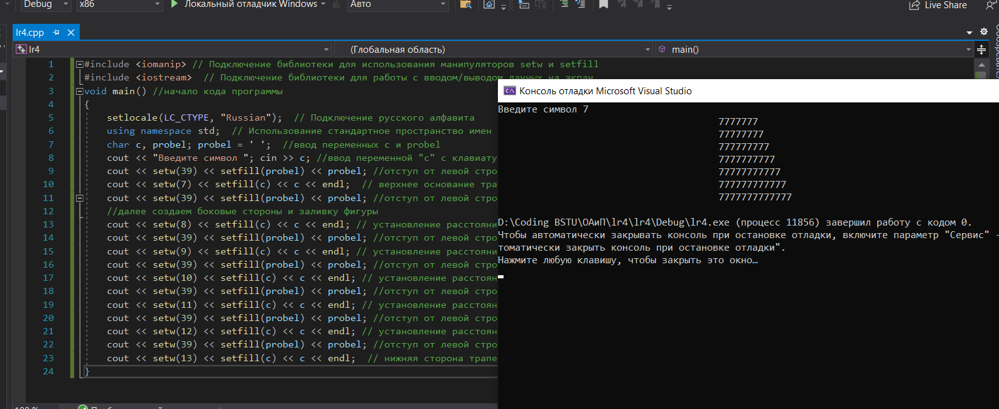 Debug x86 Локальный отладчик Windows Авто Live Share
lr4.cpp
lr4 (Глобальная область) main()
1 #include <iomanip> // Подключение библиотеки для использования манипуляторов setw и setfill
2 #include <iostream>  // Подключение библиотеки для работы с вводом/выводом данных на экран
3 void main() //начало кода программы
4 {
5 setlocale(LC_CTYPE, "Russian");  // Подключение русского алфавита
6 using namespace std;  // Использование стандартное пространство имен
7 char c, probel; probel = ' ';  //ввод переменных c и probel
8 cout << "Введите символ "; cin >> c; //ввод переменной "c" с клавиату
9 cout << setw(39) << setfill(probel) << probel; //отступ от левой стро
10 cout << setw(7) << setfill(c) << c << endl;  // верхнее основание тра
11 cout << setw(39) << setfill(probel) << probel; //отступ от левой стро
12 //далее создаем боковые стороны и заливку фигуры
13 cout << setw(8) << setfill(c) << c << endl; // установление расстояни
14 cout << setw(39) << setfill(probel) << probel; //отступ от левой стро
15 cout << setw(9) << setfill(c) << c << endl; // установление расстояни
16 cout << setw(39) << setfill(probel) << probel; //отступ от левой стро
17 cout << setw(10) << setfill(c) << c << endl; // установление расстоян
18 cout << setw(39) << setfill(probel) << probel; //отступ от левой стро
19 cout << setw(11) << setfill(c) << c << endl; // установление расстоян
20 cout << setw(39) << setfill(probel) << probel; //отступ от левой стро
21 cout << setw(12) << setfill(c) << c << endl; // установление расстоян
22 cout << setw(39) << setfill(probel) << probel; //отступ от левой стро
23 cout << setw(13) << setfill(c) << c << endl;  // нижняя сторона трапе
24 }
Консоль отладки Microsoft Visual Studio
Введите символ 7
7777777
77777777
777777777
7777777777
77777777777
777777777777
7777777777777
D:\Coding BSTU\ОАиП\lr4\lr4\Debug\lr4.exe (процесс 11856) завершил работу с кодом 0.
Чтобы автоматически закрывать консоль при остановке отладки, включите параметр "Сервис" -
томатически закрыть консоль при остановке отладки".
Нажмите любую клавишу, чтобы закрыть это окно…